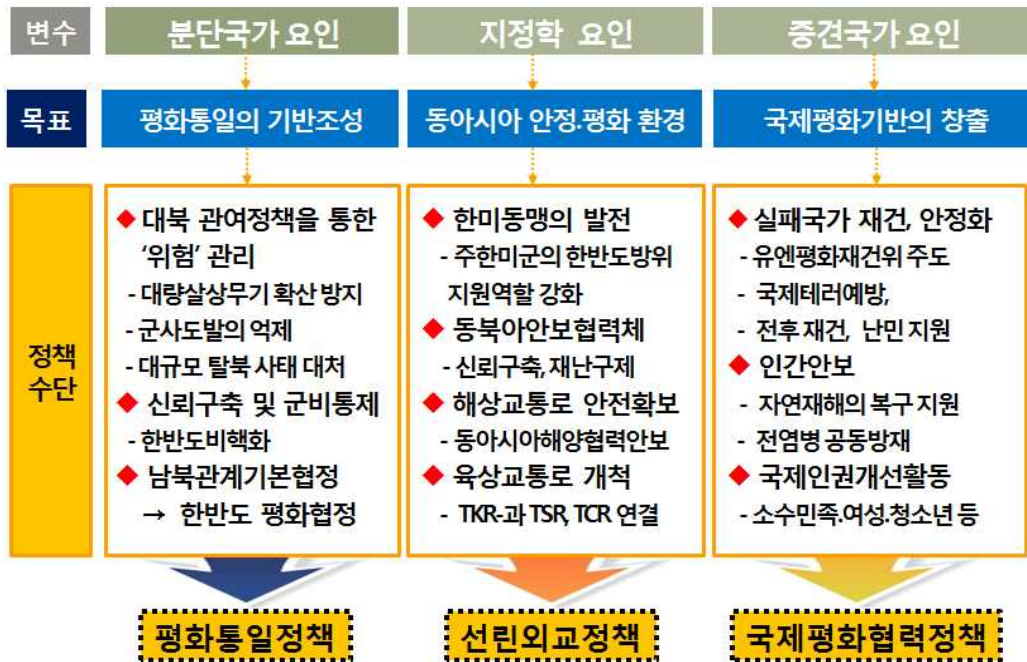 변수
분단국가 요인
지정학 요인
중견국가 요인
목표
평화통일의 기반조성
동아시아 안정.평화 환경
국제평화기반의 창출
정책
수단
◆ 대북 관여정책을 통한
‘위험’ 관리
- 대량살상무기 확산 방지
- 군사도발의 억제
- 대규모 탈북 사태 대처
◆ 신뢰구축 및 군비통제
- 한반도비핵화
◆ 남북관계기본협정
→ 한반도 평화협정
◆ 한미동맹의 발전
- 주한미군의 한반도방위
지원역할 강화
◆ 동북아안보협력체
- 신뢰구축, 재난구제
◆ 해상교통로 안전확보
- 동아시아해양협력안보
◆ 육상교통로 개척
- TKR-과 TSR, TCR 연결
◆ 실패국가 재건, 안정화
- 유엔평화재건위 주도
- 국제테러예방,
- 전후 재건, 난민 지원
◆ 인간안보
- 자연재해의 복구 지원
- 전염병 공동방재
◆ 국제인권개선활동
- 소수민족.여성.청소년 등
평화통일정책
선린외교정책
국제평화협력정책